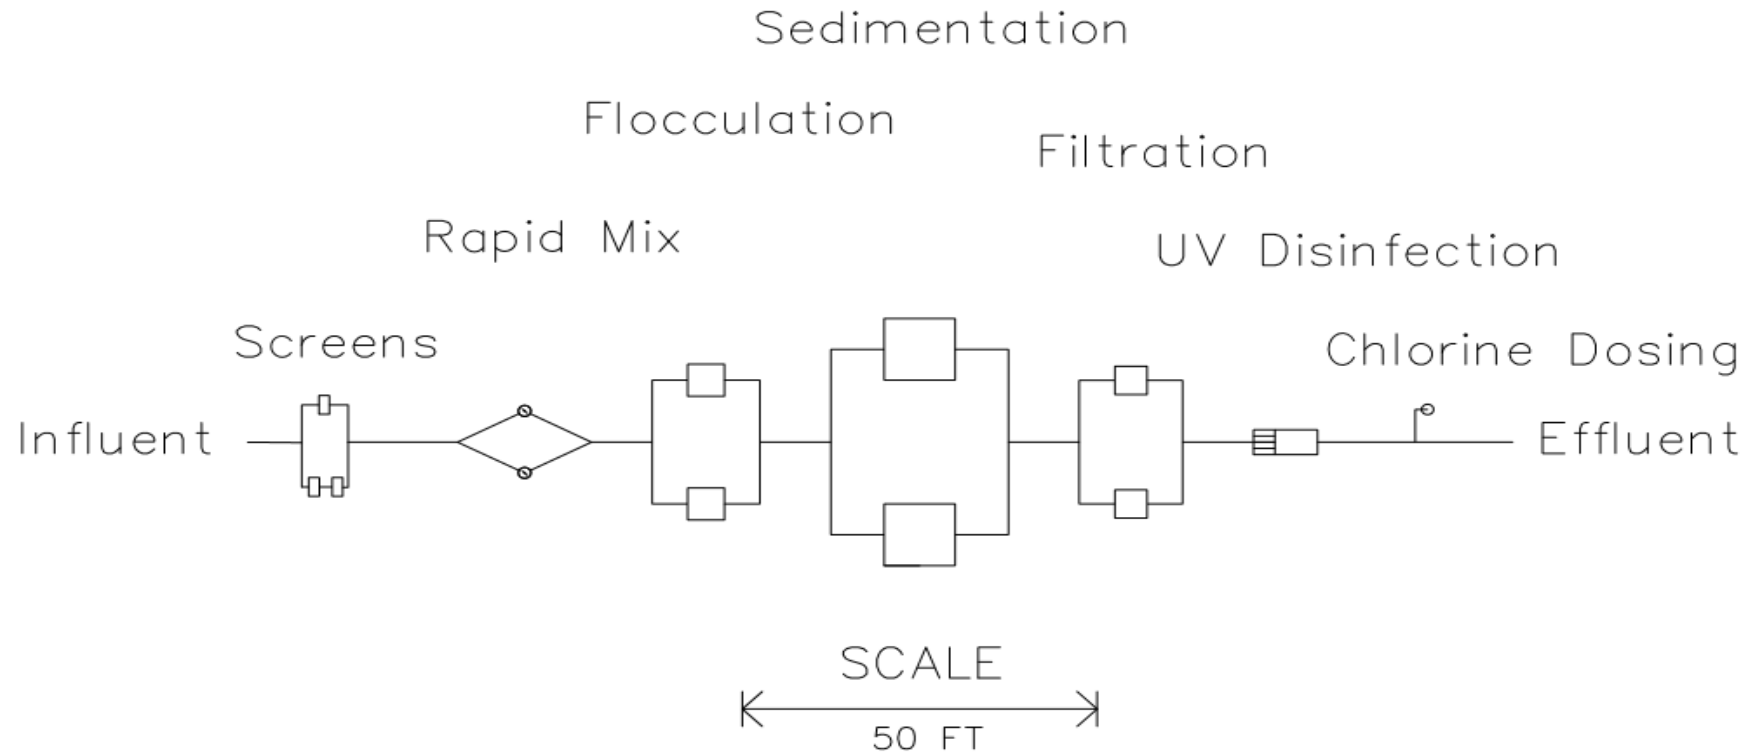 Sedimentation
Flocculation
Filtration
Rapid Mix
UV Disinfection
Screens
Chlorine Dosing
Influent
Effluent
SCALE
50 FT